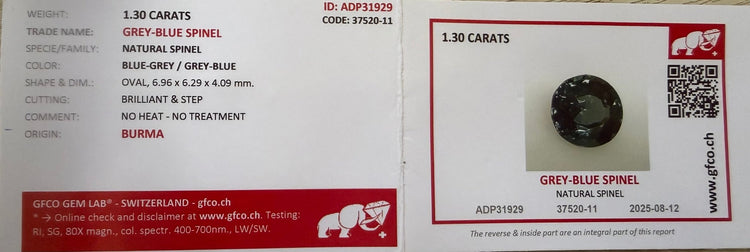 WEIGHT: 1.30 CARATS
ID: ADP31929
TRADE NAME: GREY-BLUE SPINEL
CODE: 37520-11
SPECIE/FAMILY: NATURAL SPINEL
COLOR: BLUE-GREY / GREY-BLUE
SHAPE & DIM.: OVAL, 6.96 x 6.29 x 4.09 mm.
CUTTING: BRILLIANT & STEP
COMMENT: NO HEAT - NO TREATMENT
ORIGIN: BURMA
GFCO GEM LAB® - SWITZERLAND - gfco.ch
* → Online check and disclaimer at www.gfco.ch. Testing:
RI, SG, 80X magn., col. spectr. 400-700nm., LW/SW.
1.30 CARATS
www.gfco.ch
GREY-BLUE SPINEL
NATURAL SPINEL
ADP31929 37520-11 2025-08-12
The reverse & inside part are an integral part of this report